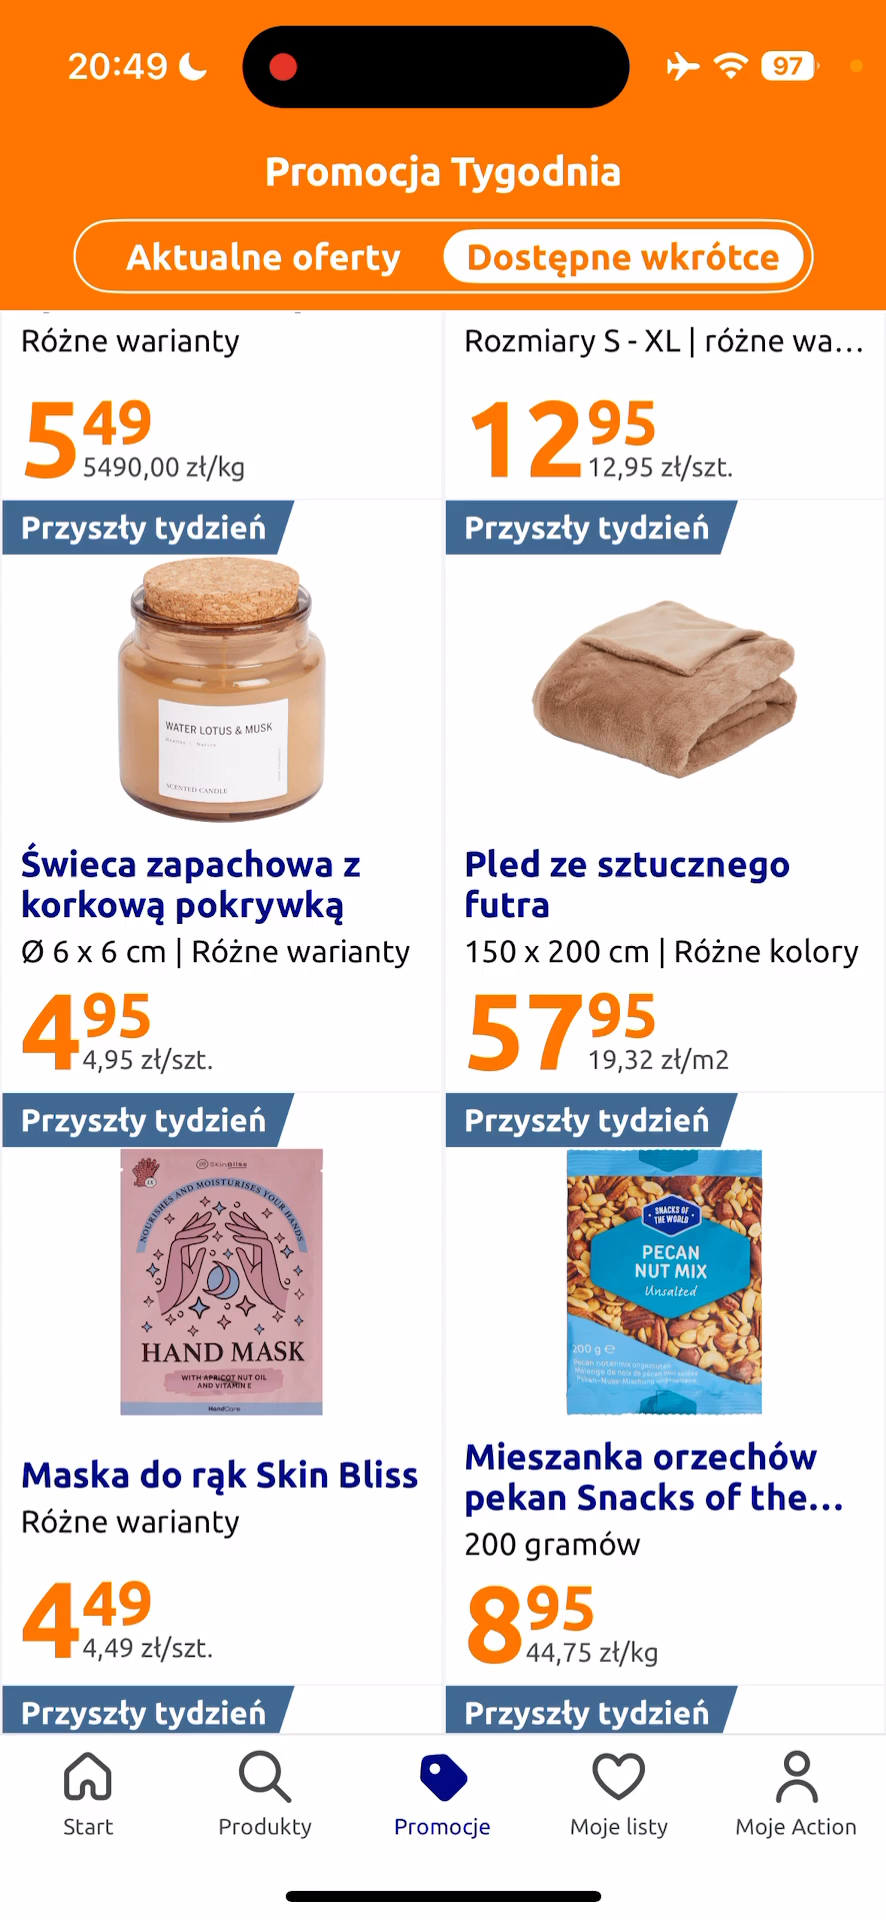 20:49
97
Promocja Tygodnia
Aktualne oferty
Dostępne wkrótce
Różne warianty
5 49
5490,00 zł/kg
Rozmiary S - XL | różne wa...
12 95
12,95 zł/szt.
Przyszły tydzień
WATER LOTUS & MUSK
SCENTED CANDLE
Świeca zapachowa z
korkową pokrywką
Ø 6 x 6 cm | Różne warianty
4 95
4,95 zł/szt.
Przyszły tydzień
Pled ze sztucznego
futra
150 x 200 cm | Różne kolory
57 95
19,32 zł/m2
Przyszły tydzień
SkinBliss
1X
NOURISHES AND MOISTURISES YOUR HANDS
HAND MASK
WITH APRICOT NUT OIL
AND VITAMIN E
HandCare
Maska do rąk Skin Bliss
Różne warianty
4 49
4,49 zł/szt.
Przyszły tydzień
SNACKS OF
THE WORLD
PECAN
NUT MIX
Unsalted
200 g e
Mieszanka orzechów
pekan Snacks of the...
200 gramów
8 95
44,75 zł/kg
Przyszły tydzień
Przyszły tydzień
Start
Produkty
Promocje
Moje listy
Moje Action